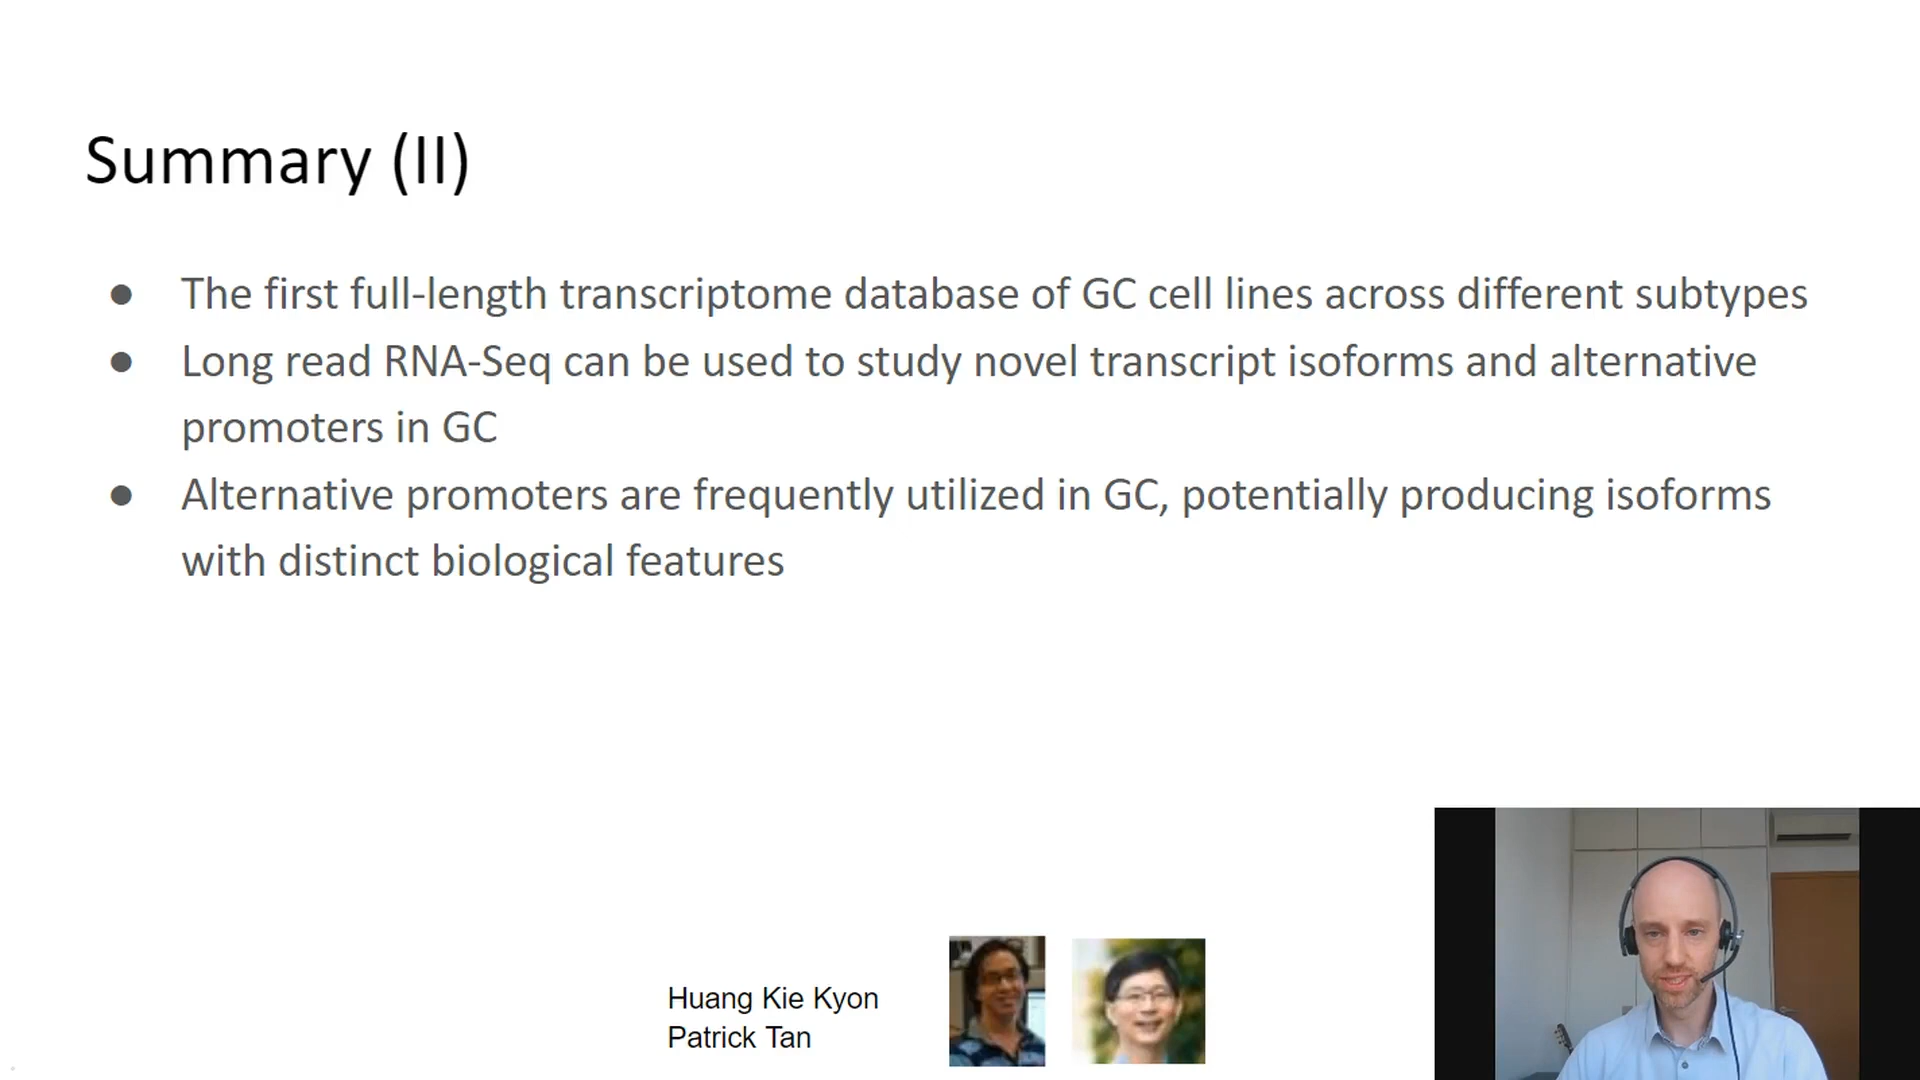 Summary (II)
● The first full-length transcriptome database of GC cell lines across different subtypes
● Long read RNA-Seq can be used to study novel transcript isoforms and alternative
promoters in GC
● Alternative promoters are frequently utilized in GC, potentially producing isoforms
with distinct biological features
Huang Kie Kyon
Patrick Tan